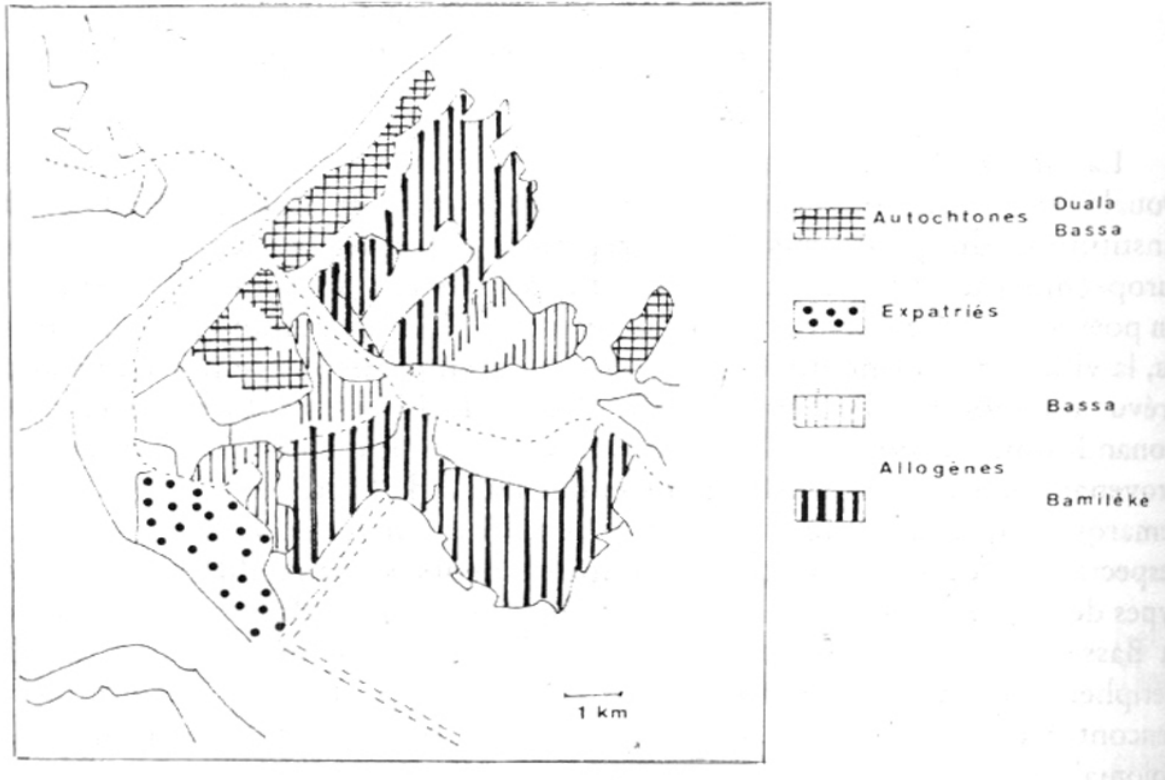 Autochtones Duala
Bassa
Expatriés
Bassa
Allogènes
Bamiléké
1 km